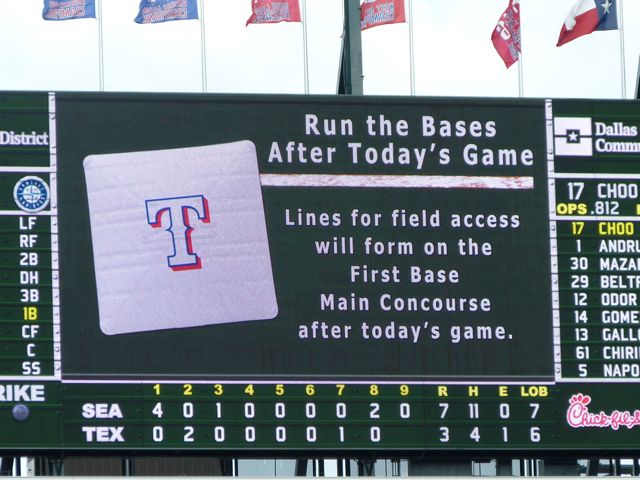 District
Run the Bases
After Today's Game
Lines for field access
will form on the
First Base
Main Concourse
after today's game.
T
LF
RF
2B
DH
3B
1B
CF
C
SS
RIKE
Dallas
Comm
17 CHOO
OPS .812
17 CHOO
1 ANDRU
30 MAZA
29 BELTR
12 ODOR
14 GOME
13 GALL
61 CHIRI
5 NAPO
Chick-fil-
1 2 3 4 5 6 7 8 9 R H E LOB
SEA 4 0 1 0 0 0 0 2 0 7 11 0 7
TEX 0 2 0 0 0 0 1 0 3 4 1 6